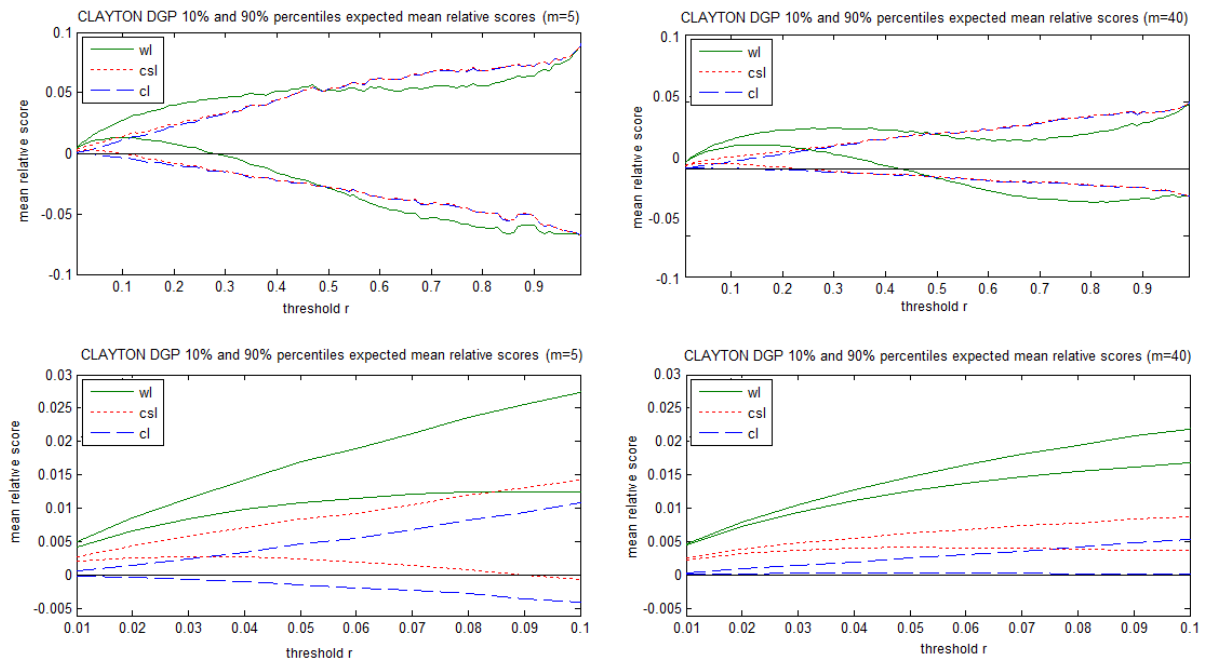 CLAYTON DGP 10% and 90% percentiles expected mean relative scores (m=5)
0.1
0.05
0
-0.05
-0.1
mean relative score
wl
csl
cl
0.1 0.2 0.3 0.4 0.5 0.6 0.7 0.8 0.9
threshold r
CLAYTON DGP 10% and 90% percentiles expected mean relative scores (m=40)
0.1
0.05
0
-0.05
-0.1
mean relative score
wl
csl
cl
0.1 0.2 0.3 0.4 0.5 0.6 0.7 0.8 0.9
threshold r
CLAYTON DGP 10% and 90% percentiles expected mean relative scores (m=5)
0.03
0.025
0.02
0.015
0.01
0.005
0
-0.005
mean relative score
wl
csl
cl
0.01 0.02 0.03 0.04 0.05 0.06 0.07 0.08 0.09 0.1
threshold r
CLAYTON DGP 10% and 90% percentiles expected mean relative scores (m=40)
0.03
0.025
0.02
0.015
0.01
0.005
0
-0.005
mean relative score
wl
csl
cl
0.01 0.02 0.03 0.04 0.05 0.06 0.07 0.08 0.09 0.1
threshold r